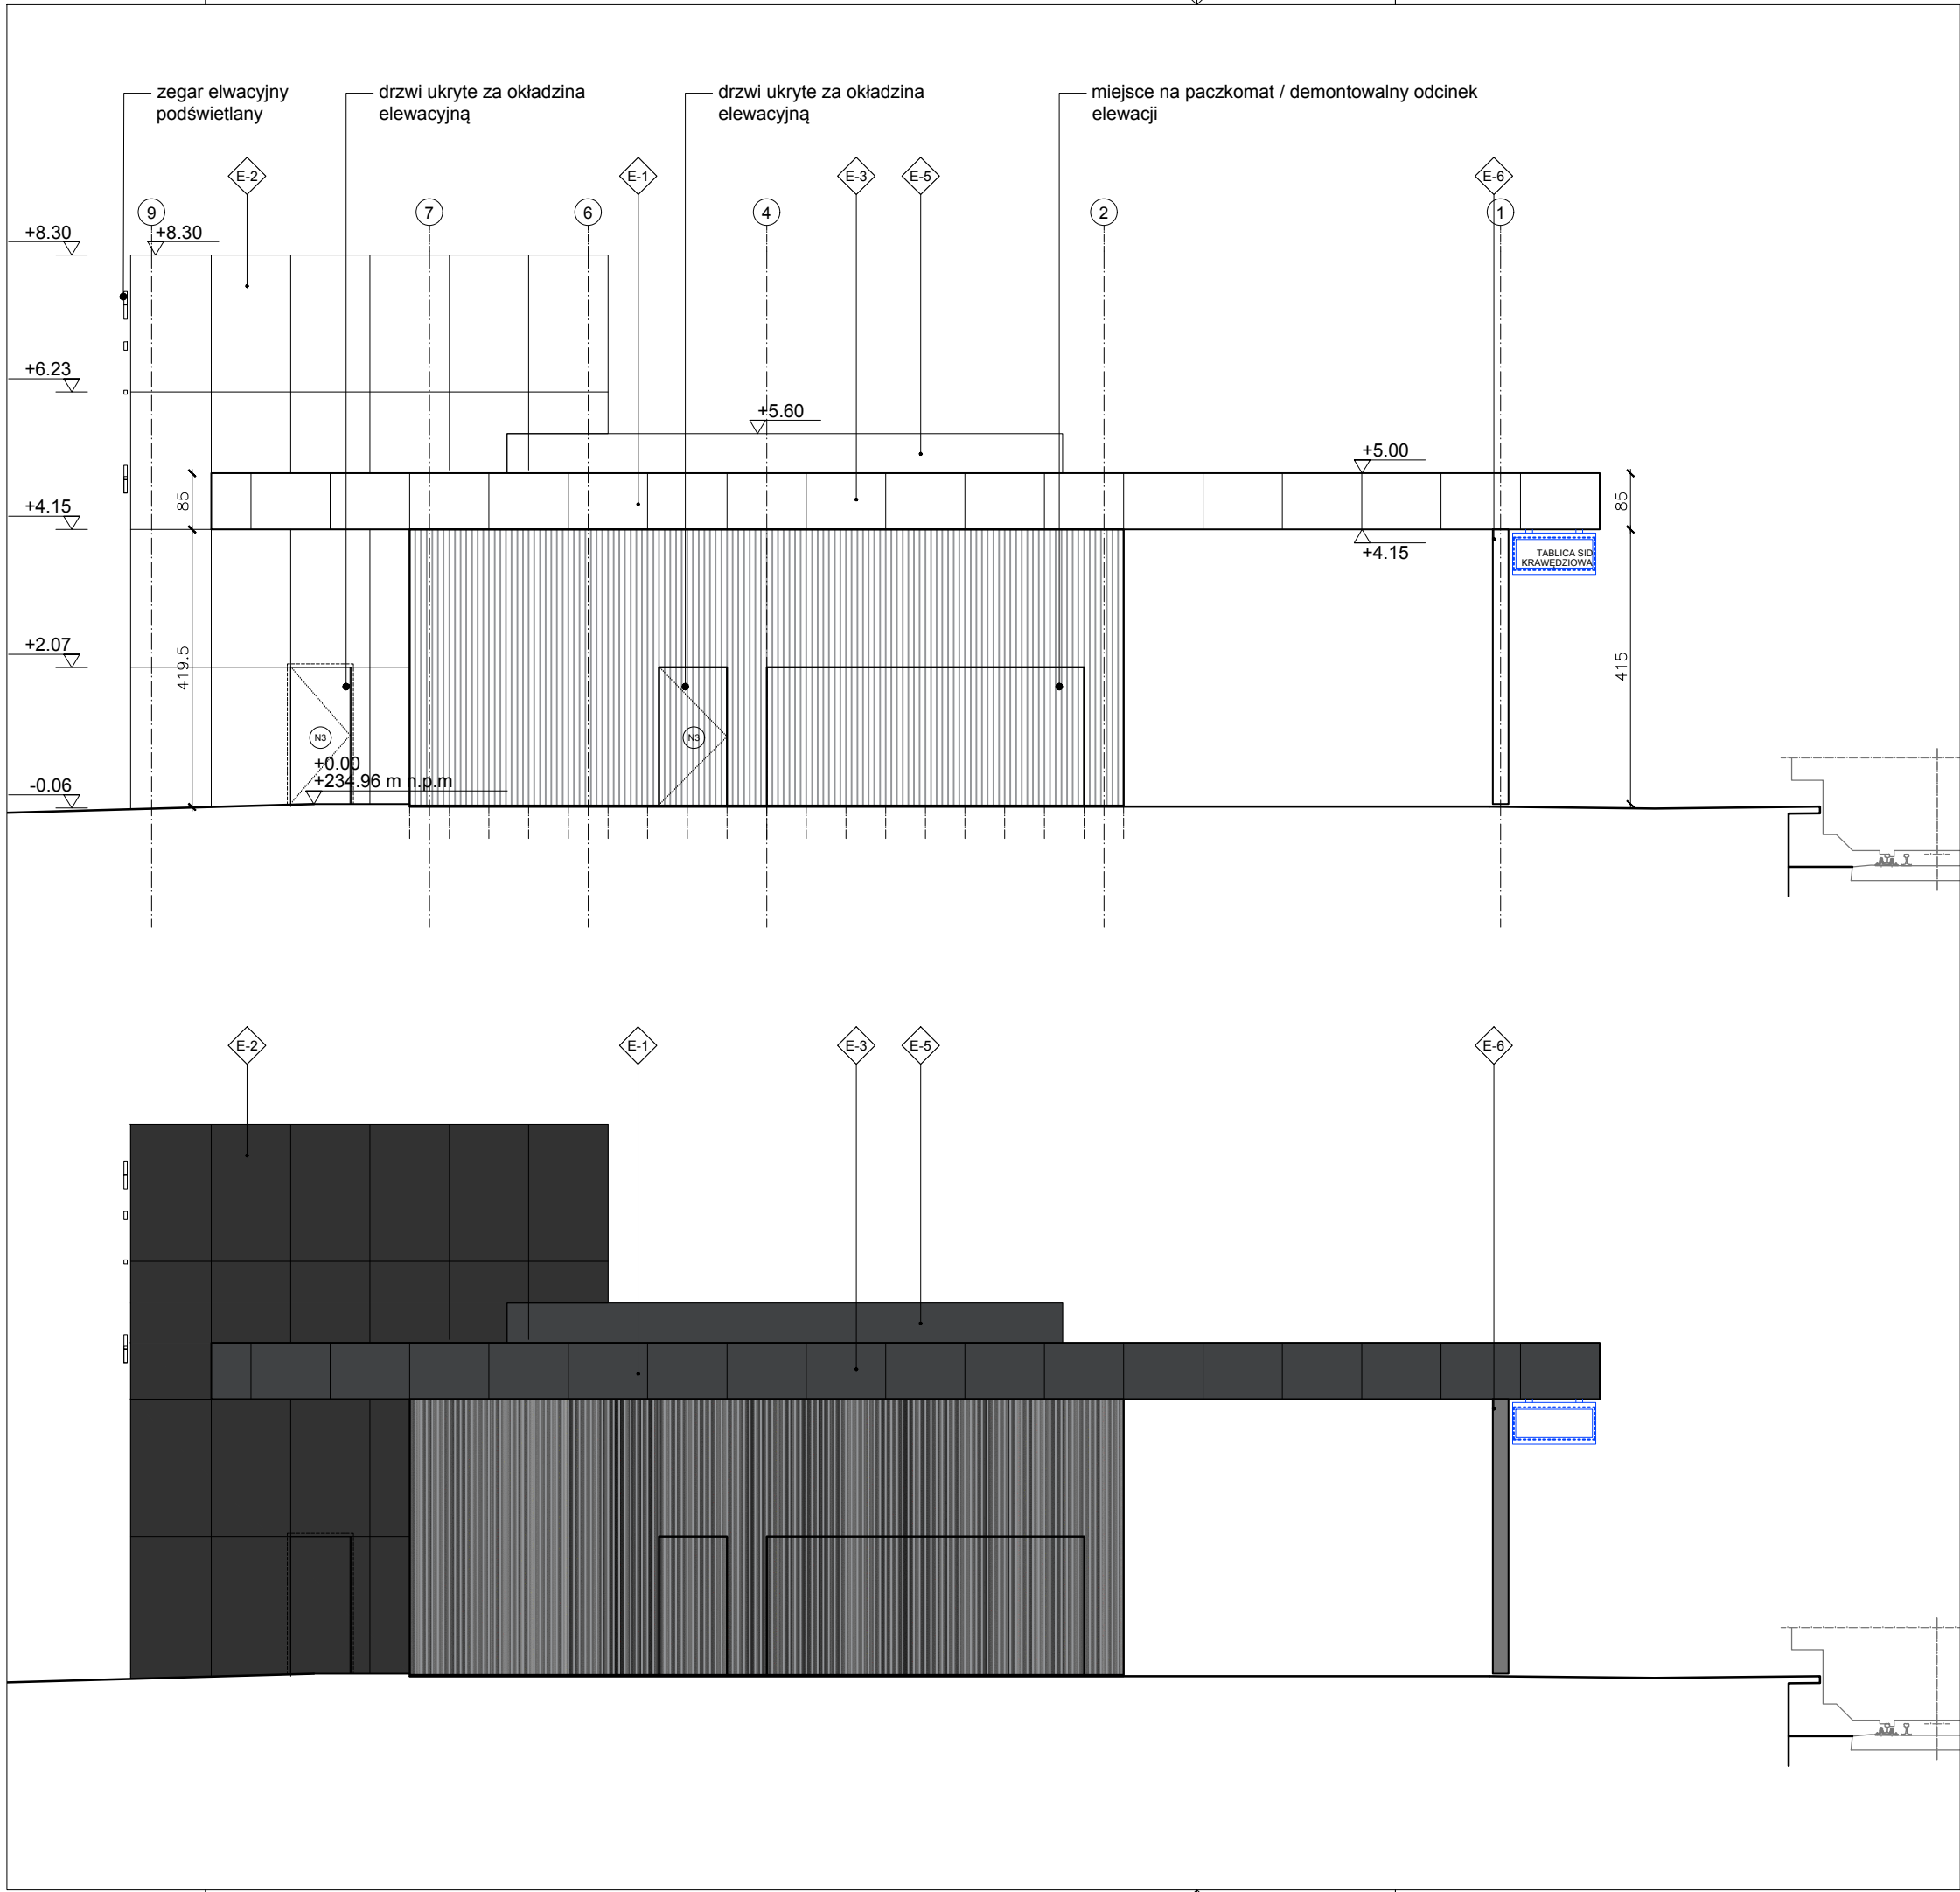 zegar elwacyjny
podświetlany
drzwi ukryte za okładzina
elewacyjną
drzwi ukryte za okładzina
elewacyjną
miejsce na paczkomat / demontowalny odcinek
elewacji
E-2
E-1
E-3
E-5
E-6
9
7
6
4
2
1
+8.30
+8.30
+6.23
+5.60
+5.00
85
85
+4.15
+4.15
TABLICA SID
KRAWĘDZIOWA
+2.07
419.5
415
N3
N3
+0.00
+234.96 m n.p.m
-0.06
E-2
E-1
E-3
E-5
E-6